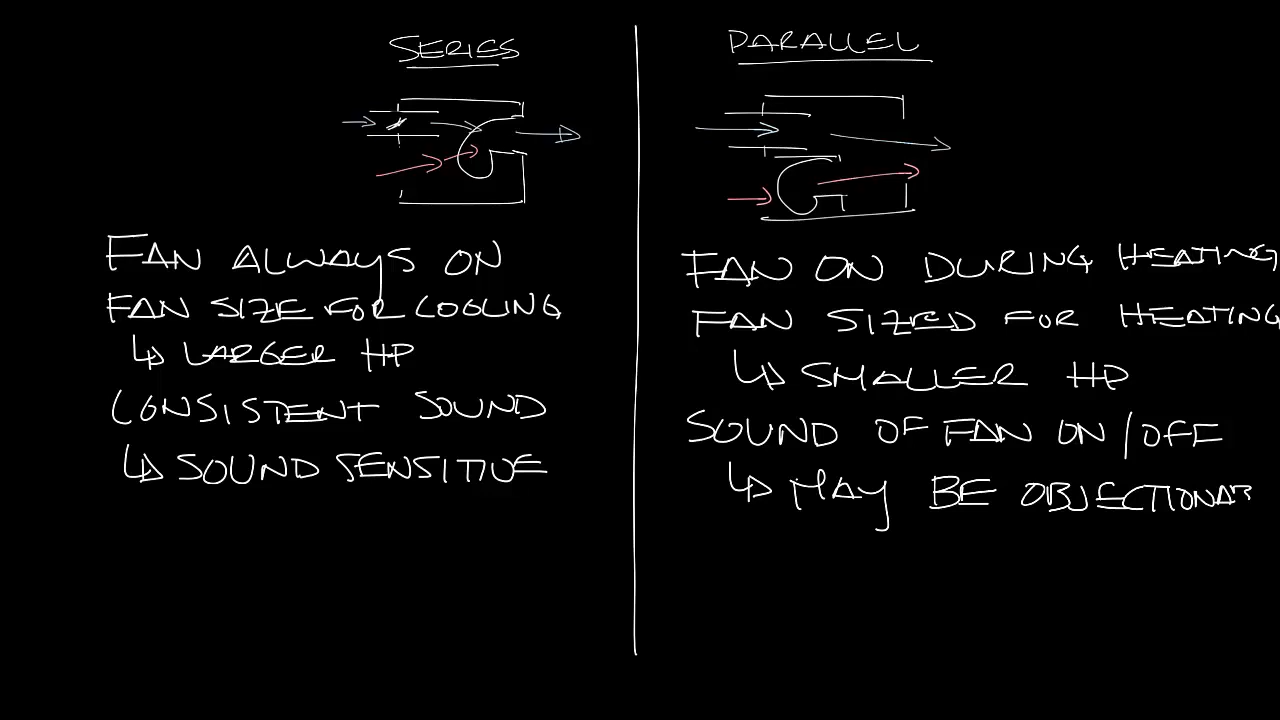 SERIES
FAN ALWAYS ON
FAN SIZE FOR COOLING
↳ LARGER HP
CONSISTENT SOUND
↳ SOUND SENSITIVE
PARALLEL
FAN ON DURING HEATING
FAN SIZED FOR HEATING
↳ SMALLER HP
SOUND OF FAN ON/OFF
↳ MAY BE OBJECTIONAB